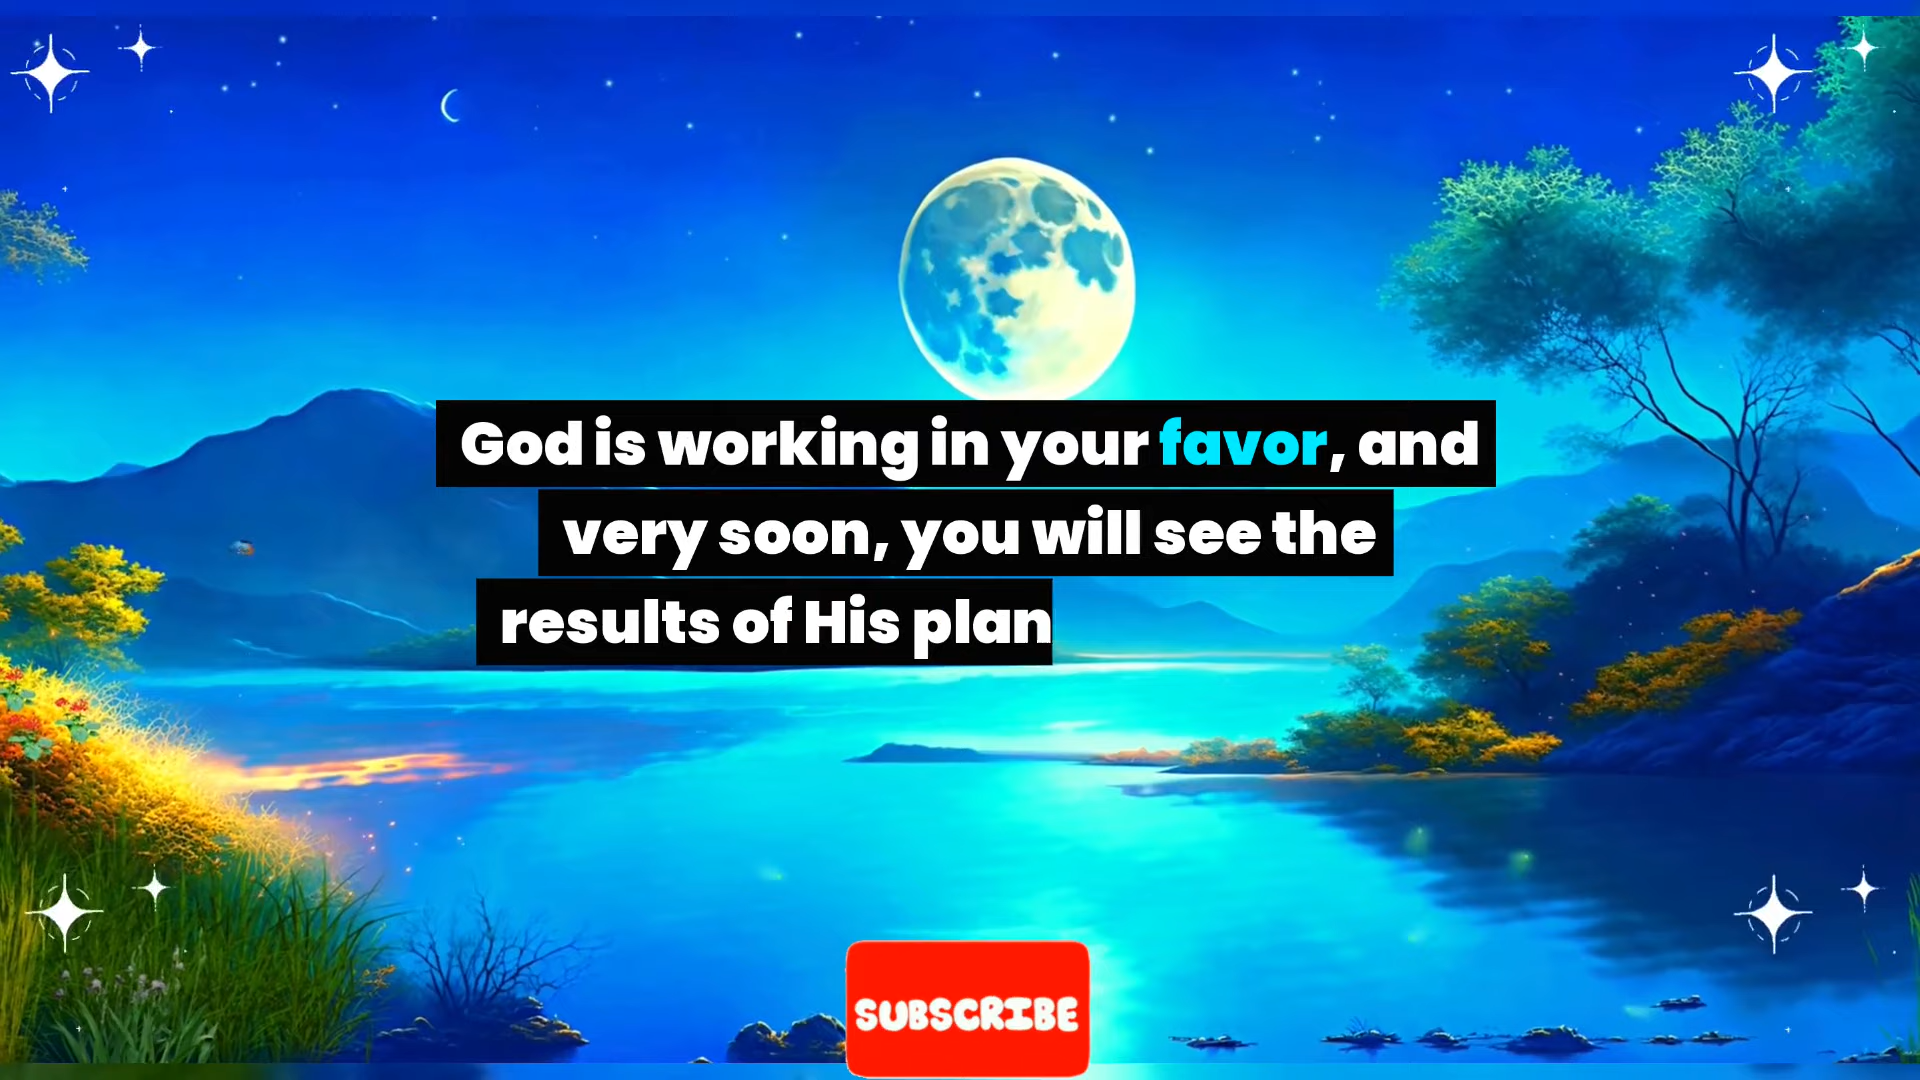 God is working in your favor, and
very soon, you will see the
results of His plan
SUBSCRIBE